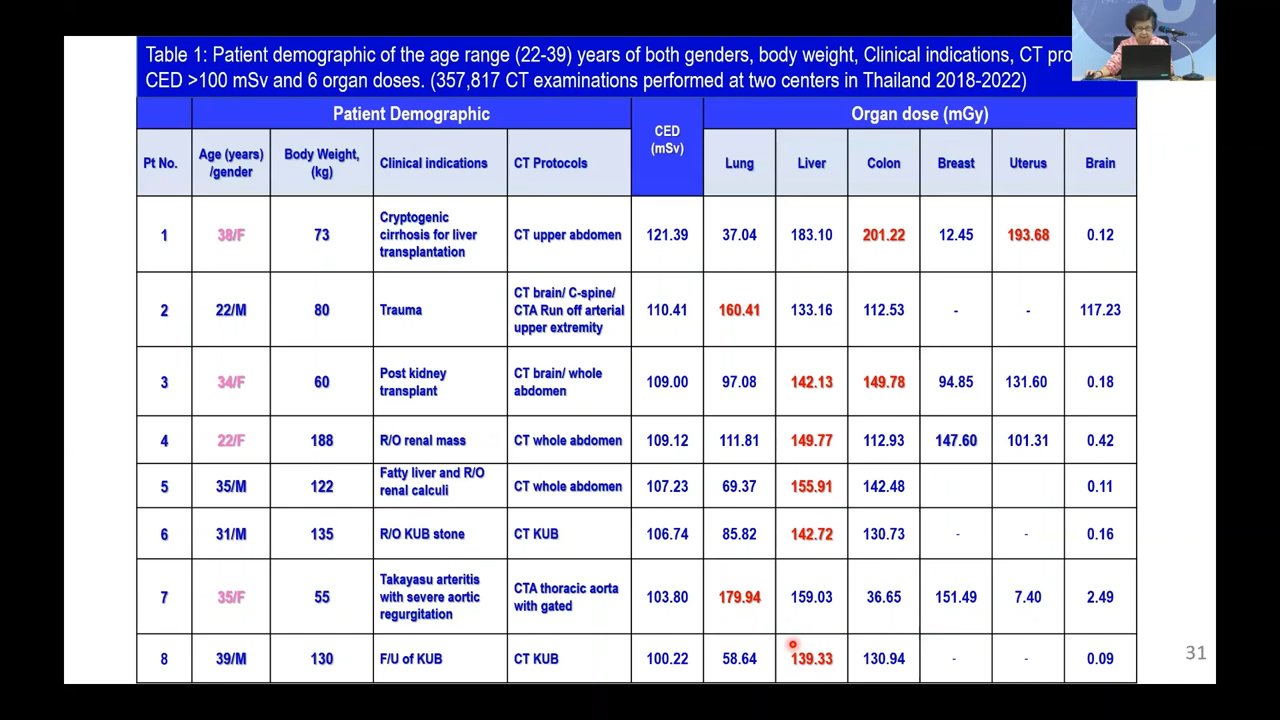 Table 1: Patient demographic of the age range (22-39) years of both genders, body weight, Clinical indications, CT
CED >100 mSv and 6 organ doses. (357,817 CT examinations performed at two centers in Thailand 2018-2022)
Patient Demographic CED (mSv) Organ dose (mGy)
Pt No. Age (years) /gender Body Weight, (kg) Clinical indications CT Protocols Lung Liver Colon Breast Uterus Brain
1 38/F 73 Cryptogenic cirrhosis for liver transplantation CT upper abdomen 121.39 37.04 183.10 201.22 12.45 193.68 0.12
2 22/M 80 Trauma CT brain/ C-spine/ CTA Run off arterial upper extremity 110.41 160.41 133.16 112.53 - - 117.23
3 34/F 60 Post kidney transplant CT brain/ whole abdomen 109.00 97.08 142.13 149.78 94.85 131.60 0.18
4 22/F 188 R/O renal mass CT whole abdomen 109.12 111.81 149.77 112.93 147.60 101.31 0.42
5 35/M 122 Fatty liver and R/O renal calculi CT whole abdomen 107.23 69.37 155.91 142.48 0.11
6 31/M 135 R/O KUB stone CT KUB 106.74 85.82 142.72 130.73 - - 0.16
7 35/F 55 Takayasu arteritis with severe aortic regurgitation CTA thoracic aorta with gated 103.80 179.94 159.03 36.65 151.49 7.40 2.49
8 39/M 130 F/U of KUB CT KUB 100.22 58.64 139.33 130.94 - - 0.09
31